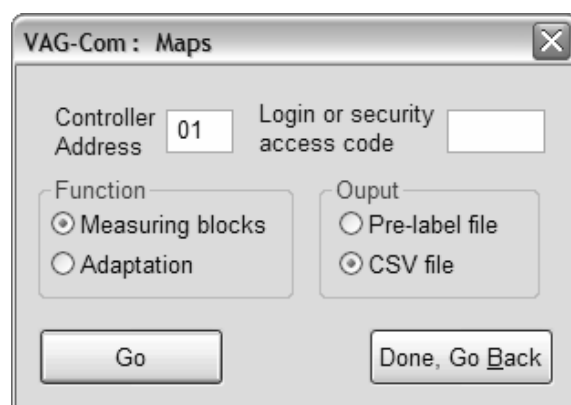 VAG-Com : Maps
Controller Address
01
Login or security access code
Function
Measuring blocks
Adaptation
Ouput
Pre-label file
CSV file
Go
Done, Go Back